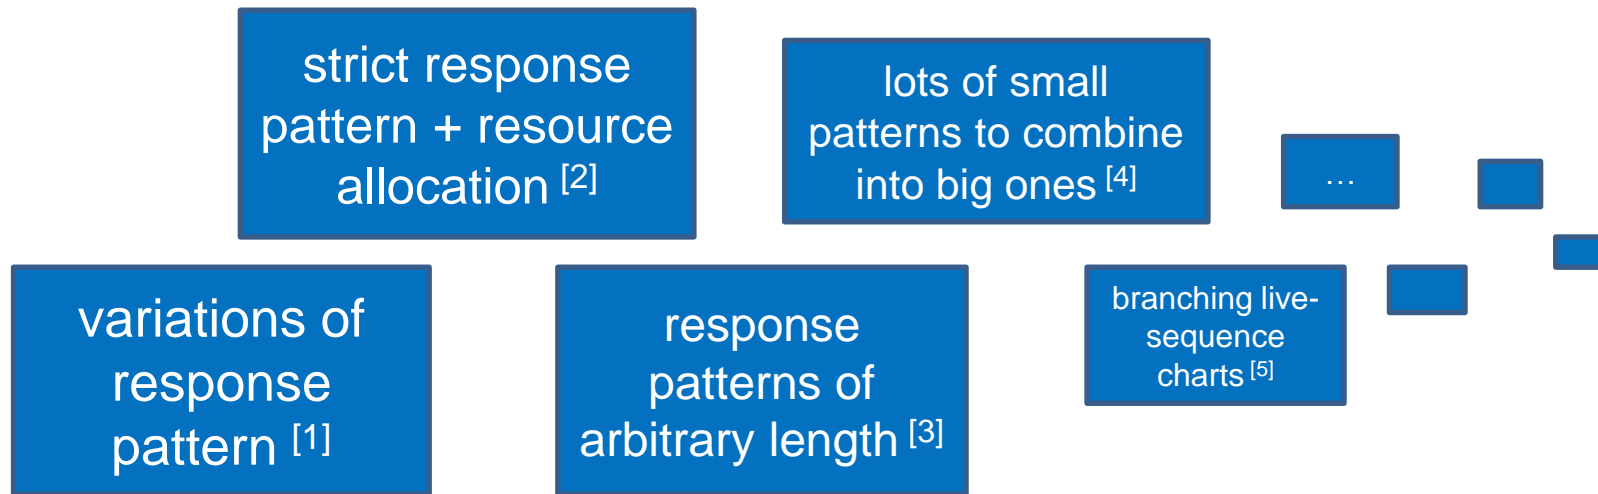 strict response
pattern + resource
allocation [2]
lots of small
patterns to combine
into big ones [4]
...
variations of
response
pattern [1]
response
patterns of
arbitrary length [3]
branching live-
sequence
charts [5]